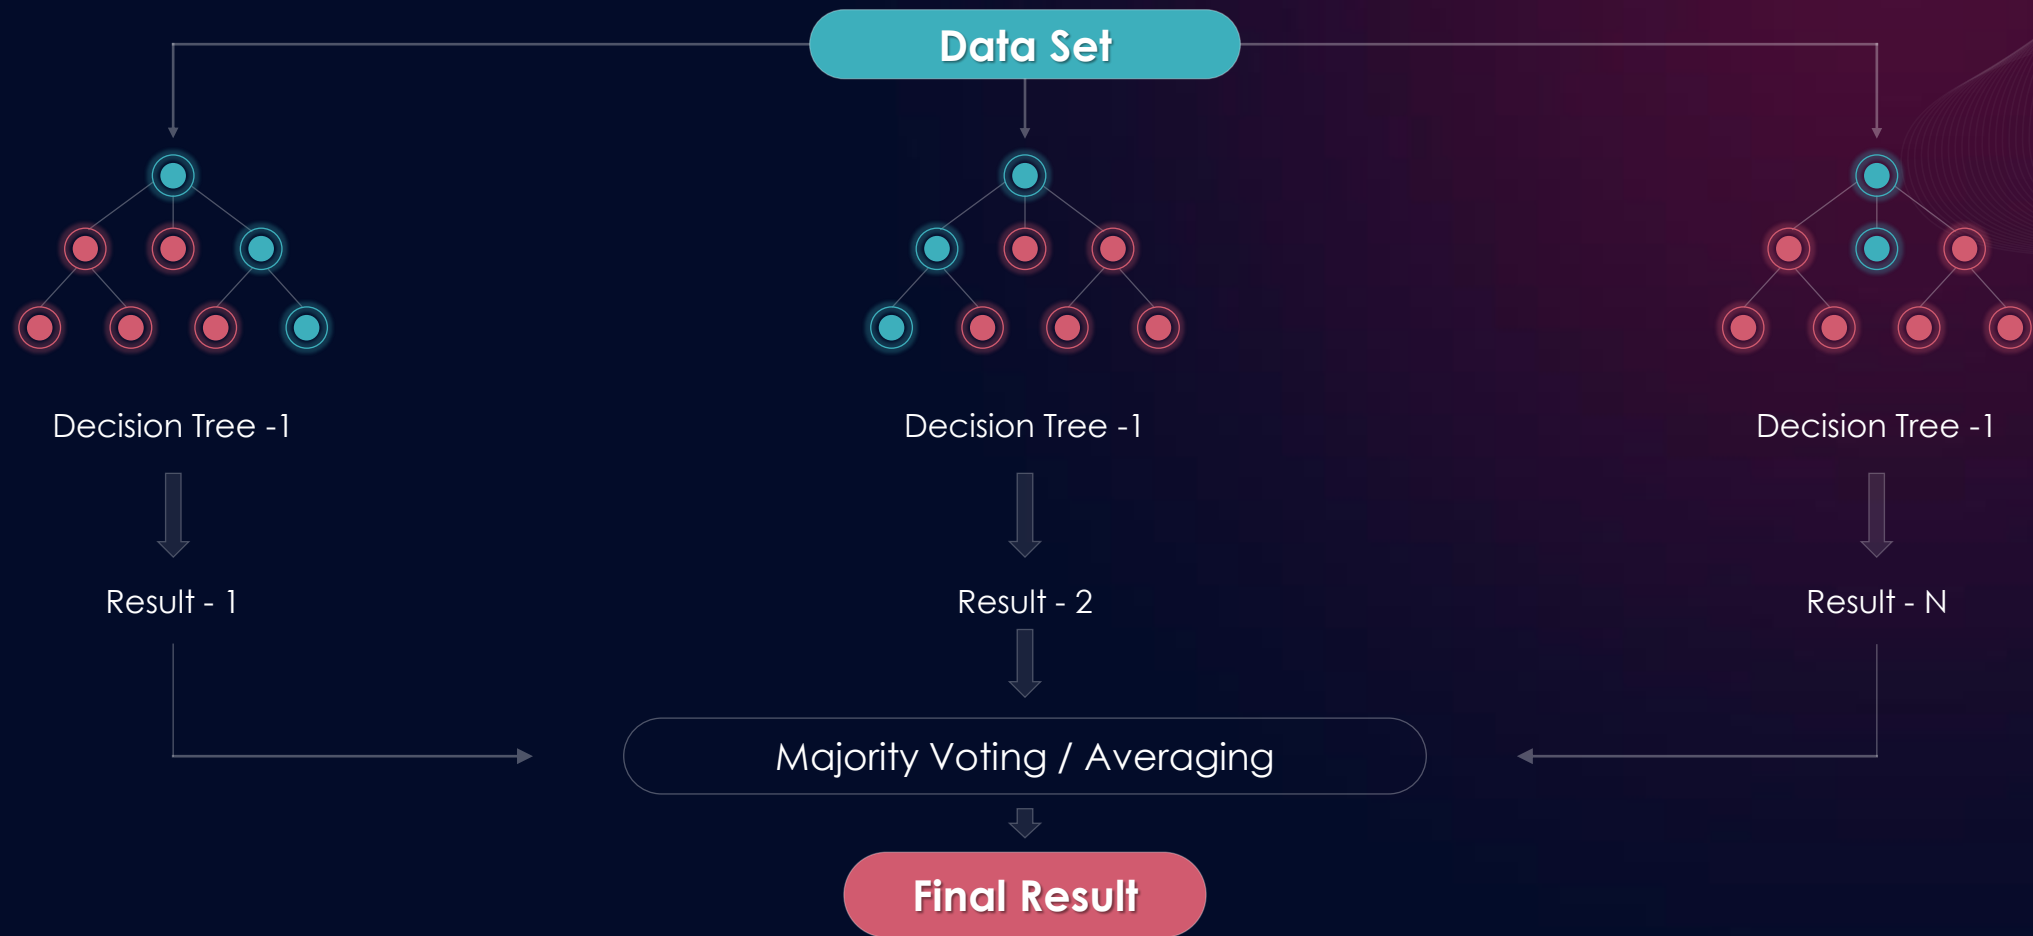 Data Set
Decision Tree -1
Decision Tree -1
Decision Tree -1
Result - 1
Result - 2
Result - N
Majority Voting / Averaging
Final Result